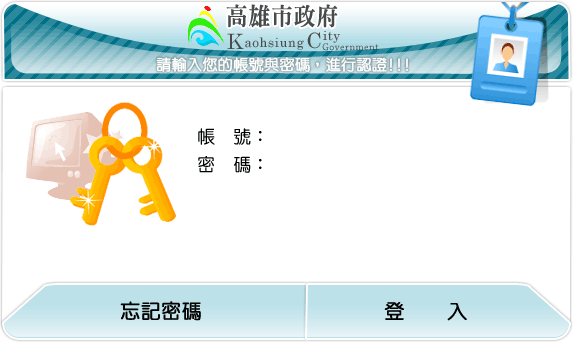 高雄市政府
Kaohsiung City
Government
請輸入您的帳號與密碼，進行認證!!!
帳　號：
密　碼：
忘記密碼
登　入